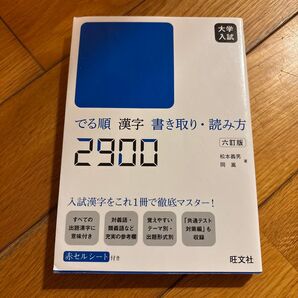 大学
入試
でる順 漢字 書き取り・読み方
2900
六訂版
松本義男
岡 嵐 著
入試漢字をこれ1冊で徹底マスター!
すべての
出題漢字に
意味付き
対義語・
類義語など
充実の参考欄
覚えやすい
テーマ別・
出題形式別
「共通テスト
対策編」も
収録
赤セルシート付き
旺文社